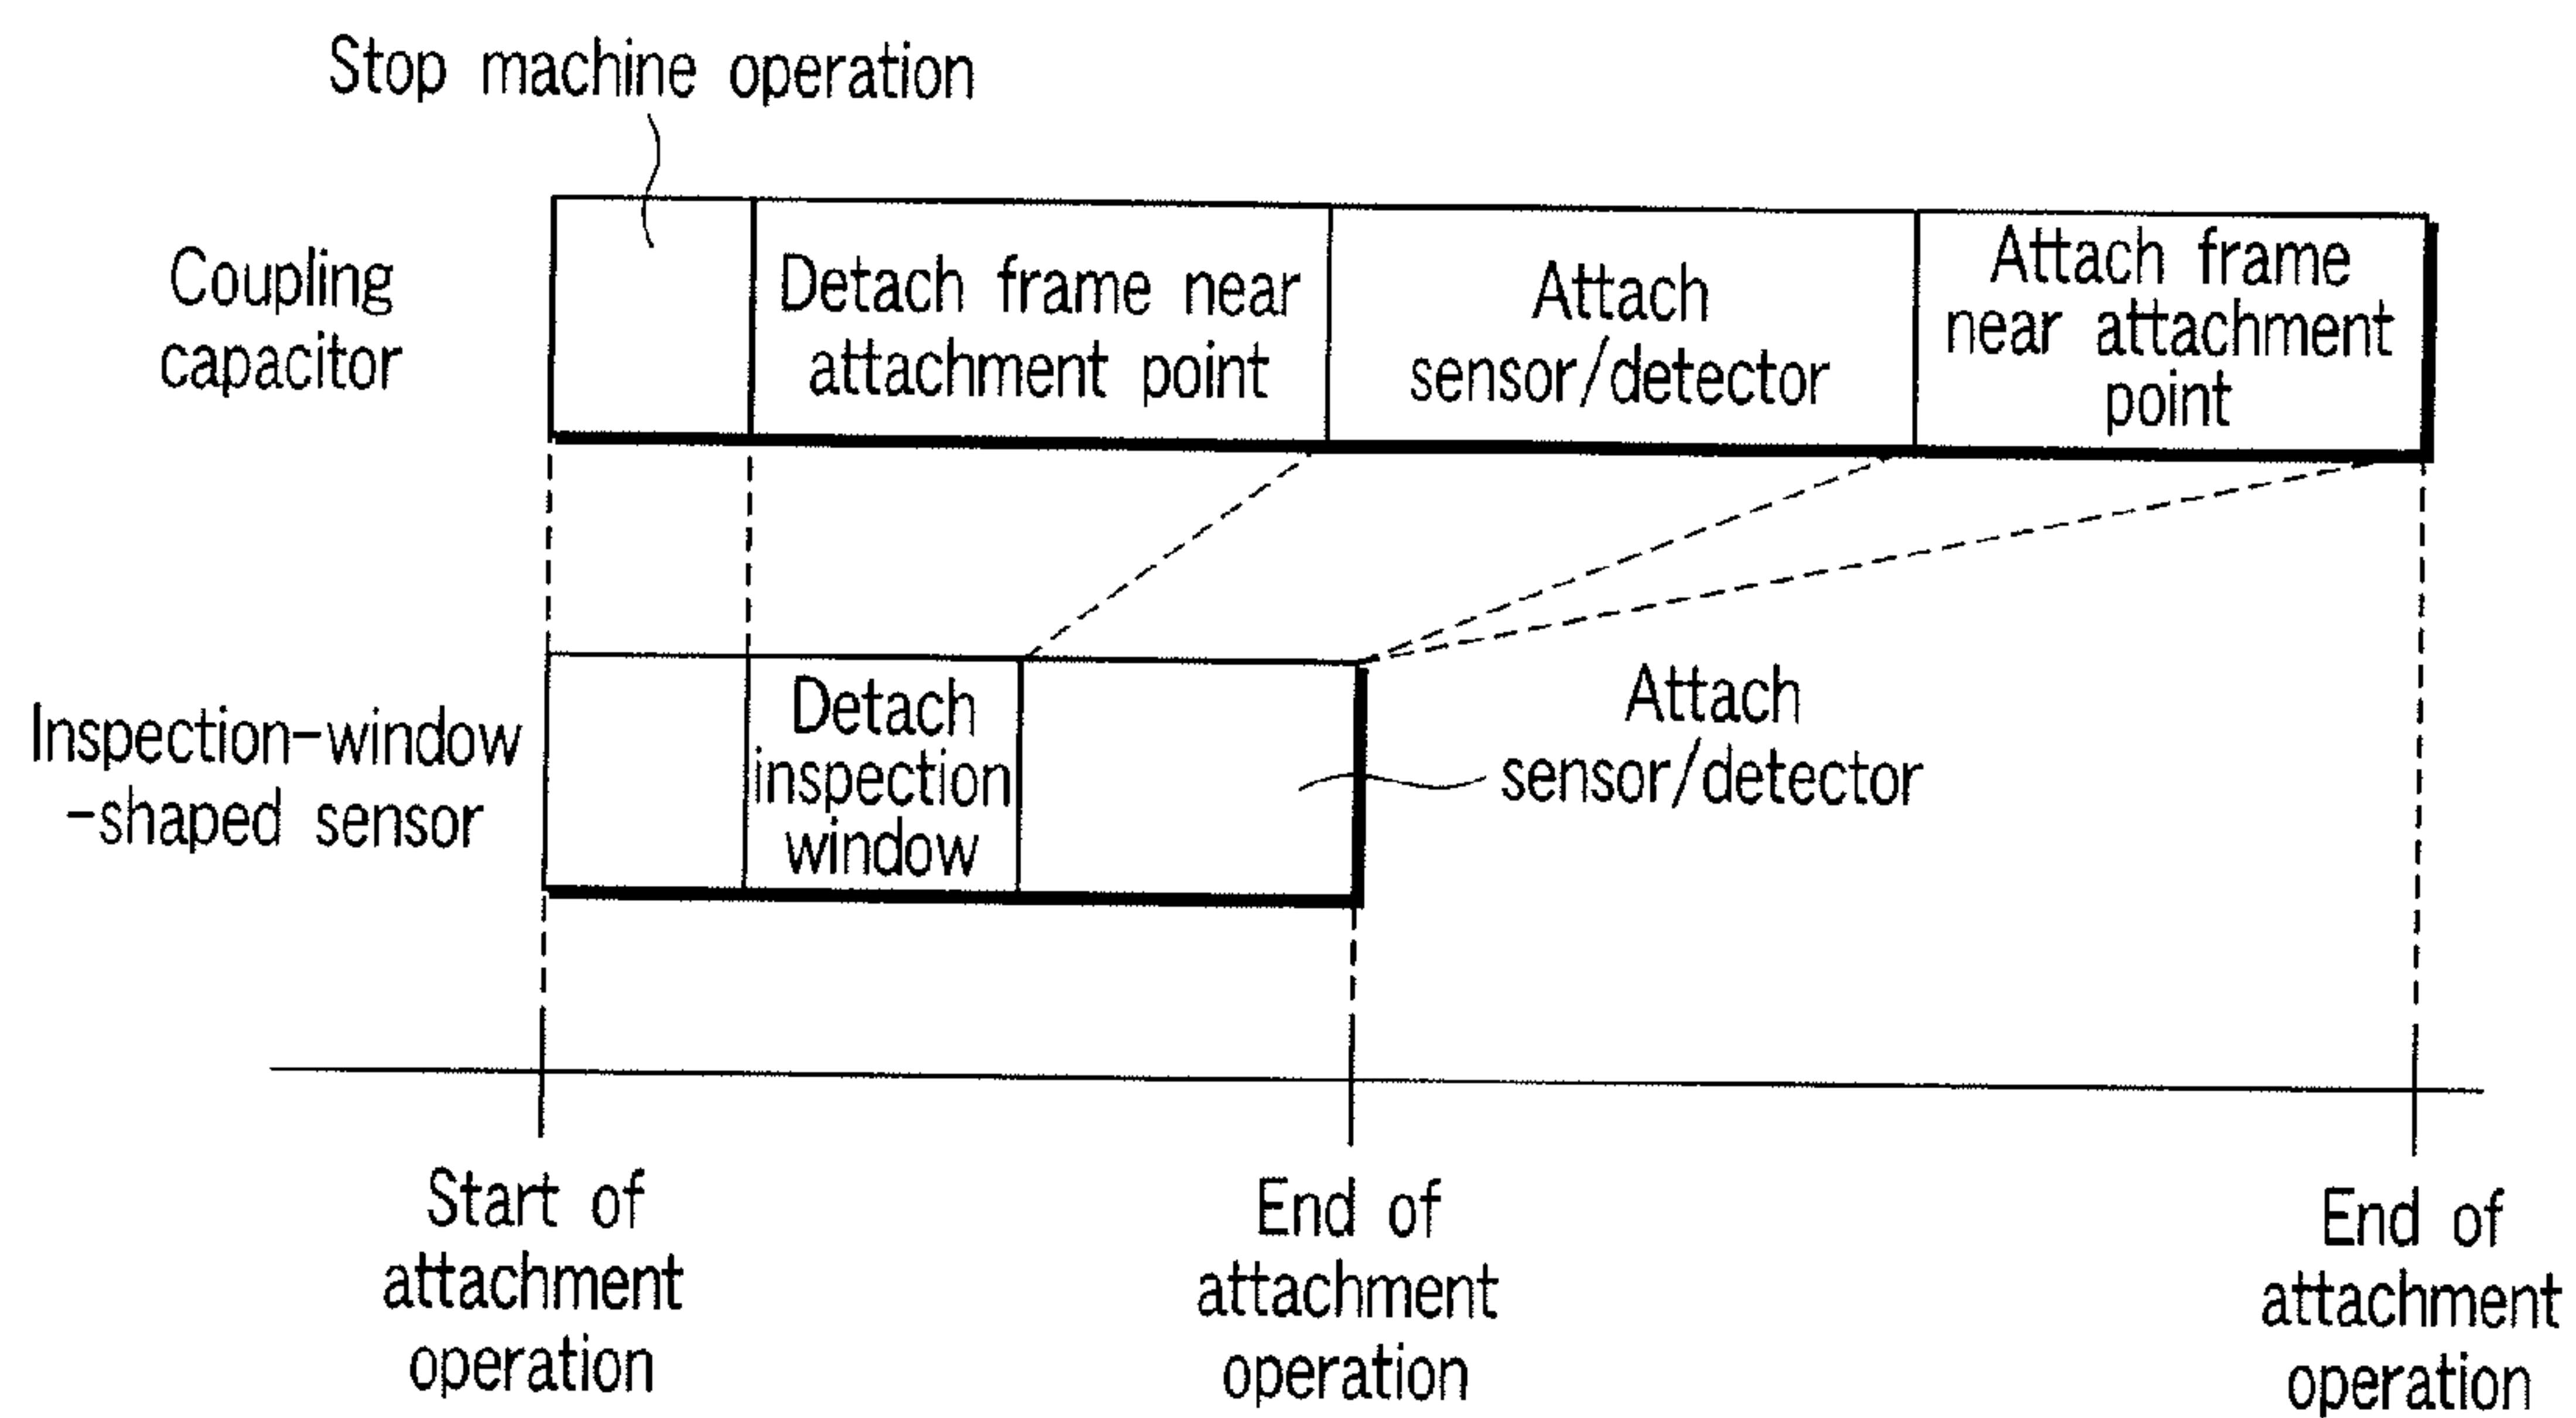 Stop machine operation
Coupling
capacitor
Detach frame near
attachment point
Attach
sensor/detector
Attach frame
near attachment
point
Inspection-window
-shaped sensor
Detach
inspection
window
Attach
sensor/detector
Start of
attachment
operation
End of
attachment
operation
End of
attachment
operation